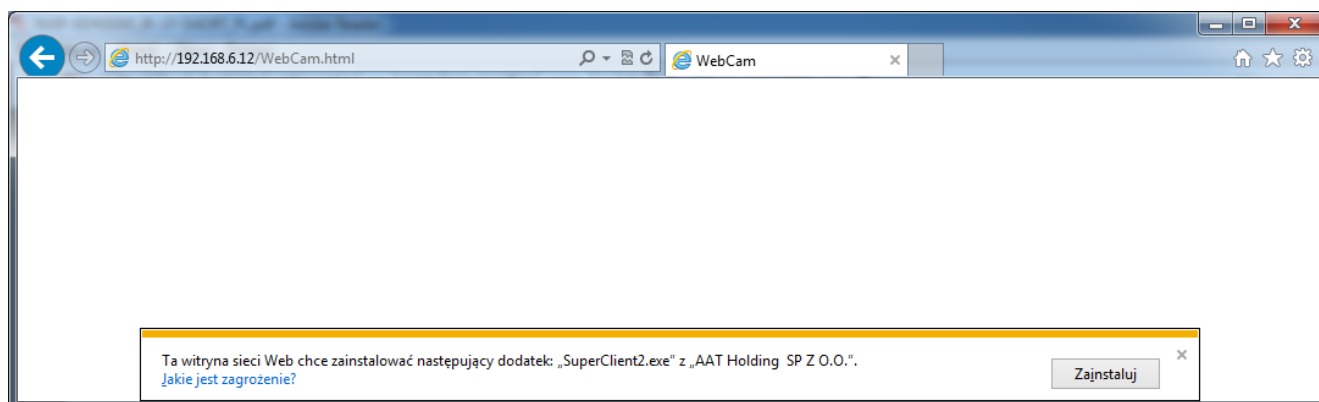 http://192.168.6.12/WebCam.html
WebCam
Ta witryna sieci Web chce zainstalować następujący dodatek: „SuperClient2.exe” z „AAT Holding SP Z O.O.”.
Jakie jest zagrożenie?
Zainstaluj